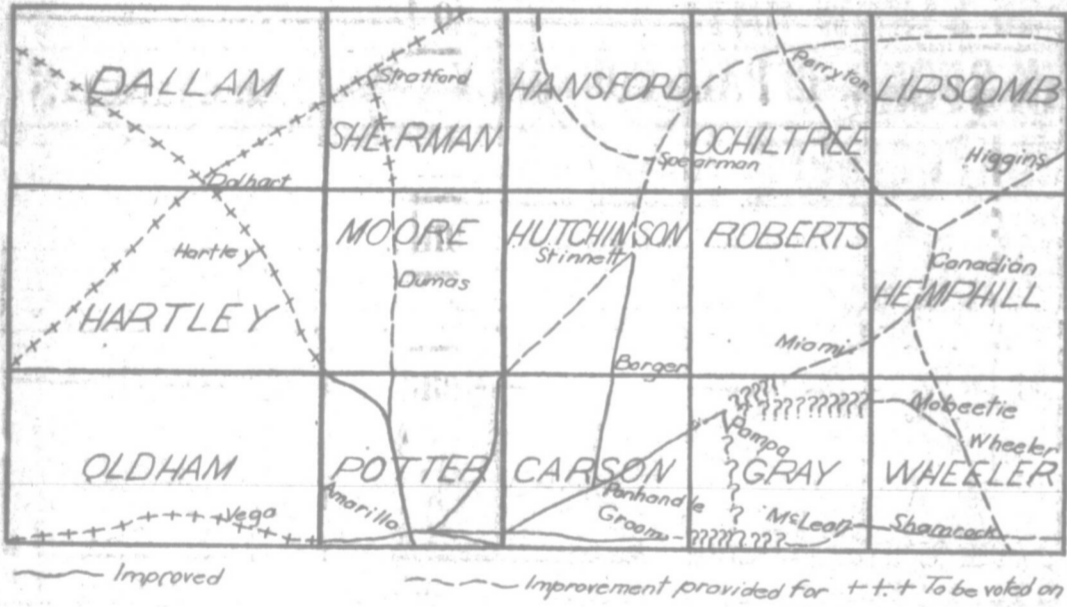 DALLAM
Stratford
SHERMAN
HANSFORD
Perryton
OCHILTREE
LIPSCOMB
Spearman
Higgins
Dalhart
Hartley
HARTLEY
MOORE
Dumas
HUTCHINSON
Stinnett
Borger
ROBERTS
Miami
Canadian
HEMPHILL
OLDHAM
Vega
POTTER
Amarillo
CARSON
Panhandle
Groom
???????
?????????????
Pampa
GRAY
McLean
?????????????
Mobeetie
Wheeler
WHEELER
Shamrock
Improved
Improvement provided for +++ To be voted on